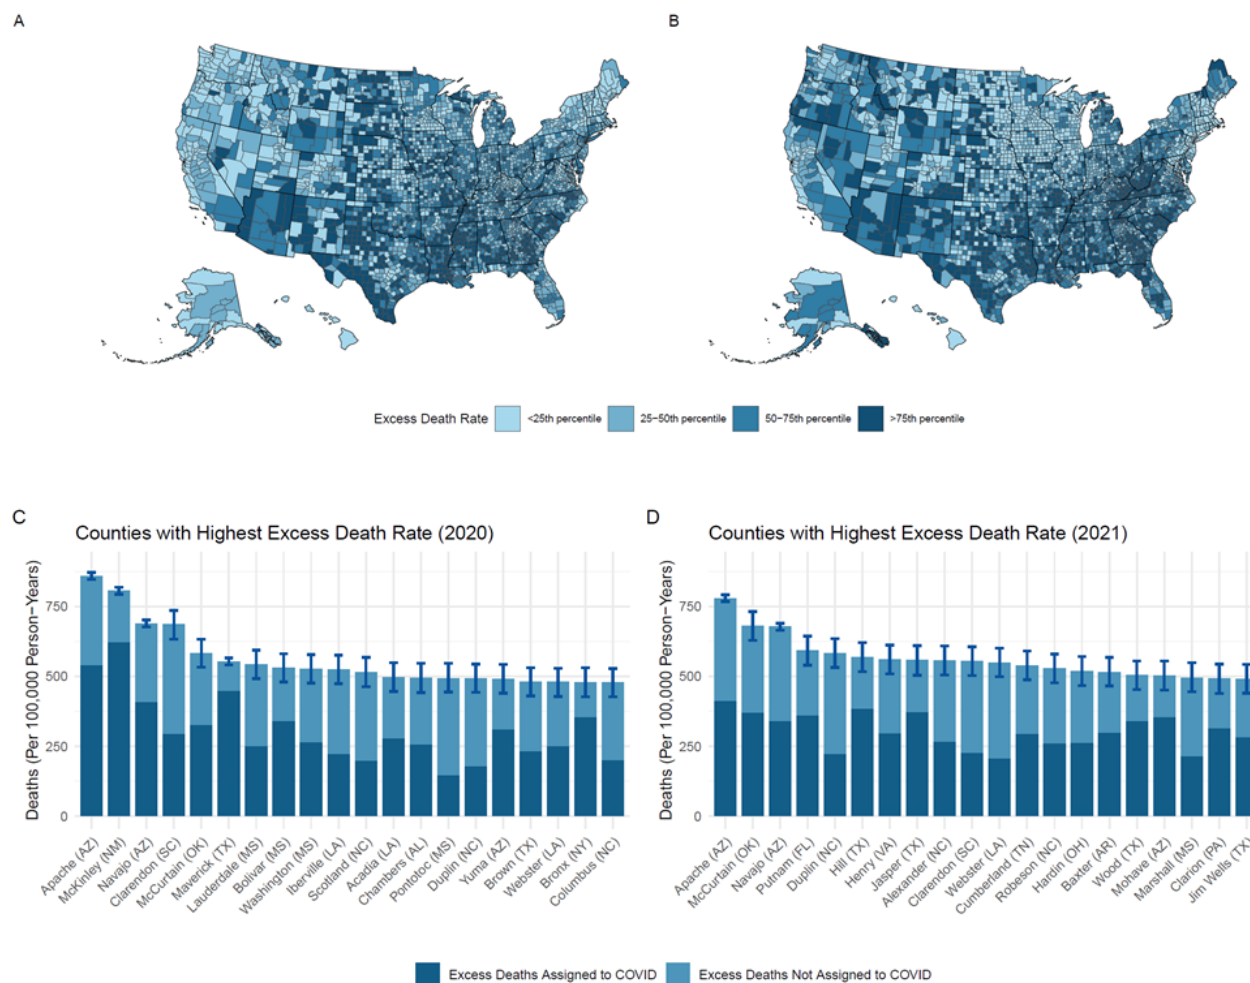 A
B
Excess Death Rate
<25th percentile
25−50th percentile
50−75th percentile
>75th percentile
C
Counties with Highest Excess Death Rate (2020)
Deaths (Per 100,000 Person−Years)
750
500
250
0
Apache (AZ)
McKinley (NM)
Navajo (AZ)
Clarendon (SC)
McCurtain (OK)
Maverick (TX)
Lauderdale (MS)
Bolivar (MS)
Washington (MS)
Iberville (LA)
Scotland (NC)
Acadia (LA)
Chambers (AL)
Pontotoc (MS)
Duplin (NC)
Yuma (AZ)
Brown (TX)
Webster (LA)
Bronx (NY)
Columbus (NC)
D
Counties with Highest Excess Death Rate (2021)
Deaths (Per 100,000 Person−Years)
750
500
250
0
Apache (AZ)
McCurtain (OK)
Navajo (AZ)
Putnam (FL)
Duplin (NC)
Hill (TX)
Henry (VA)
Jasper (TX)
Alexander (NC)
Clarendon (SC)
Webster (LA)
Cumberland (TN)
Robeson (NC)
Hardin (OH)
Baxter (AR)
Wood (TX)
Mohave (AZ)
Marshall (MS)
Clarion (PA)
Jim Wells (TX)
Excess Deaths Assigned to COVID
Excess Deaths Not Assigned to COVID